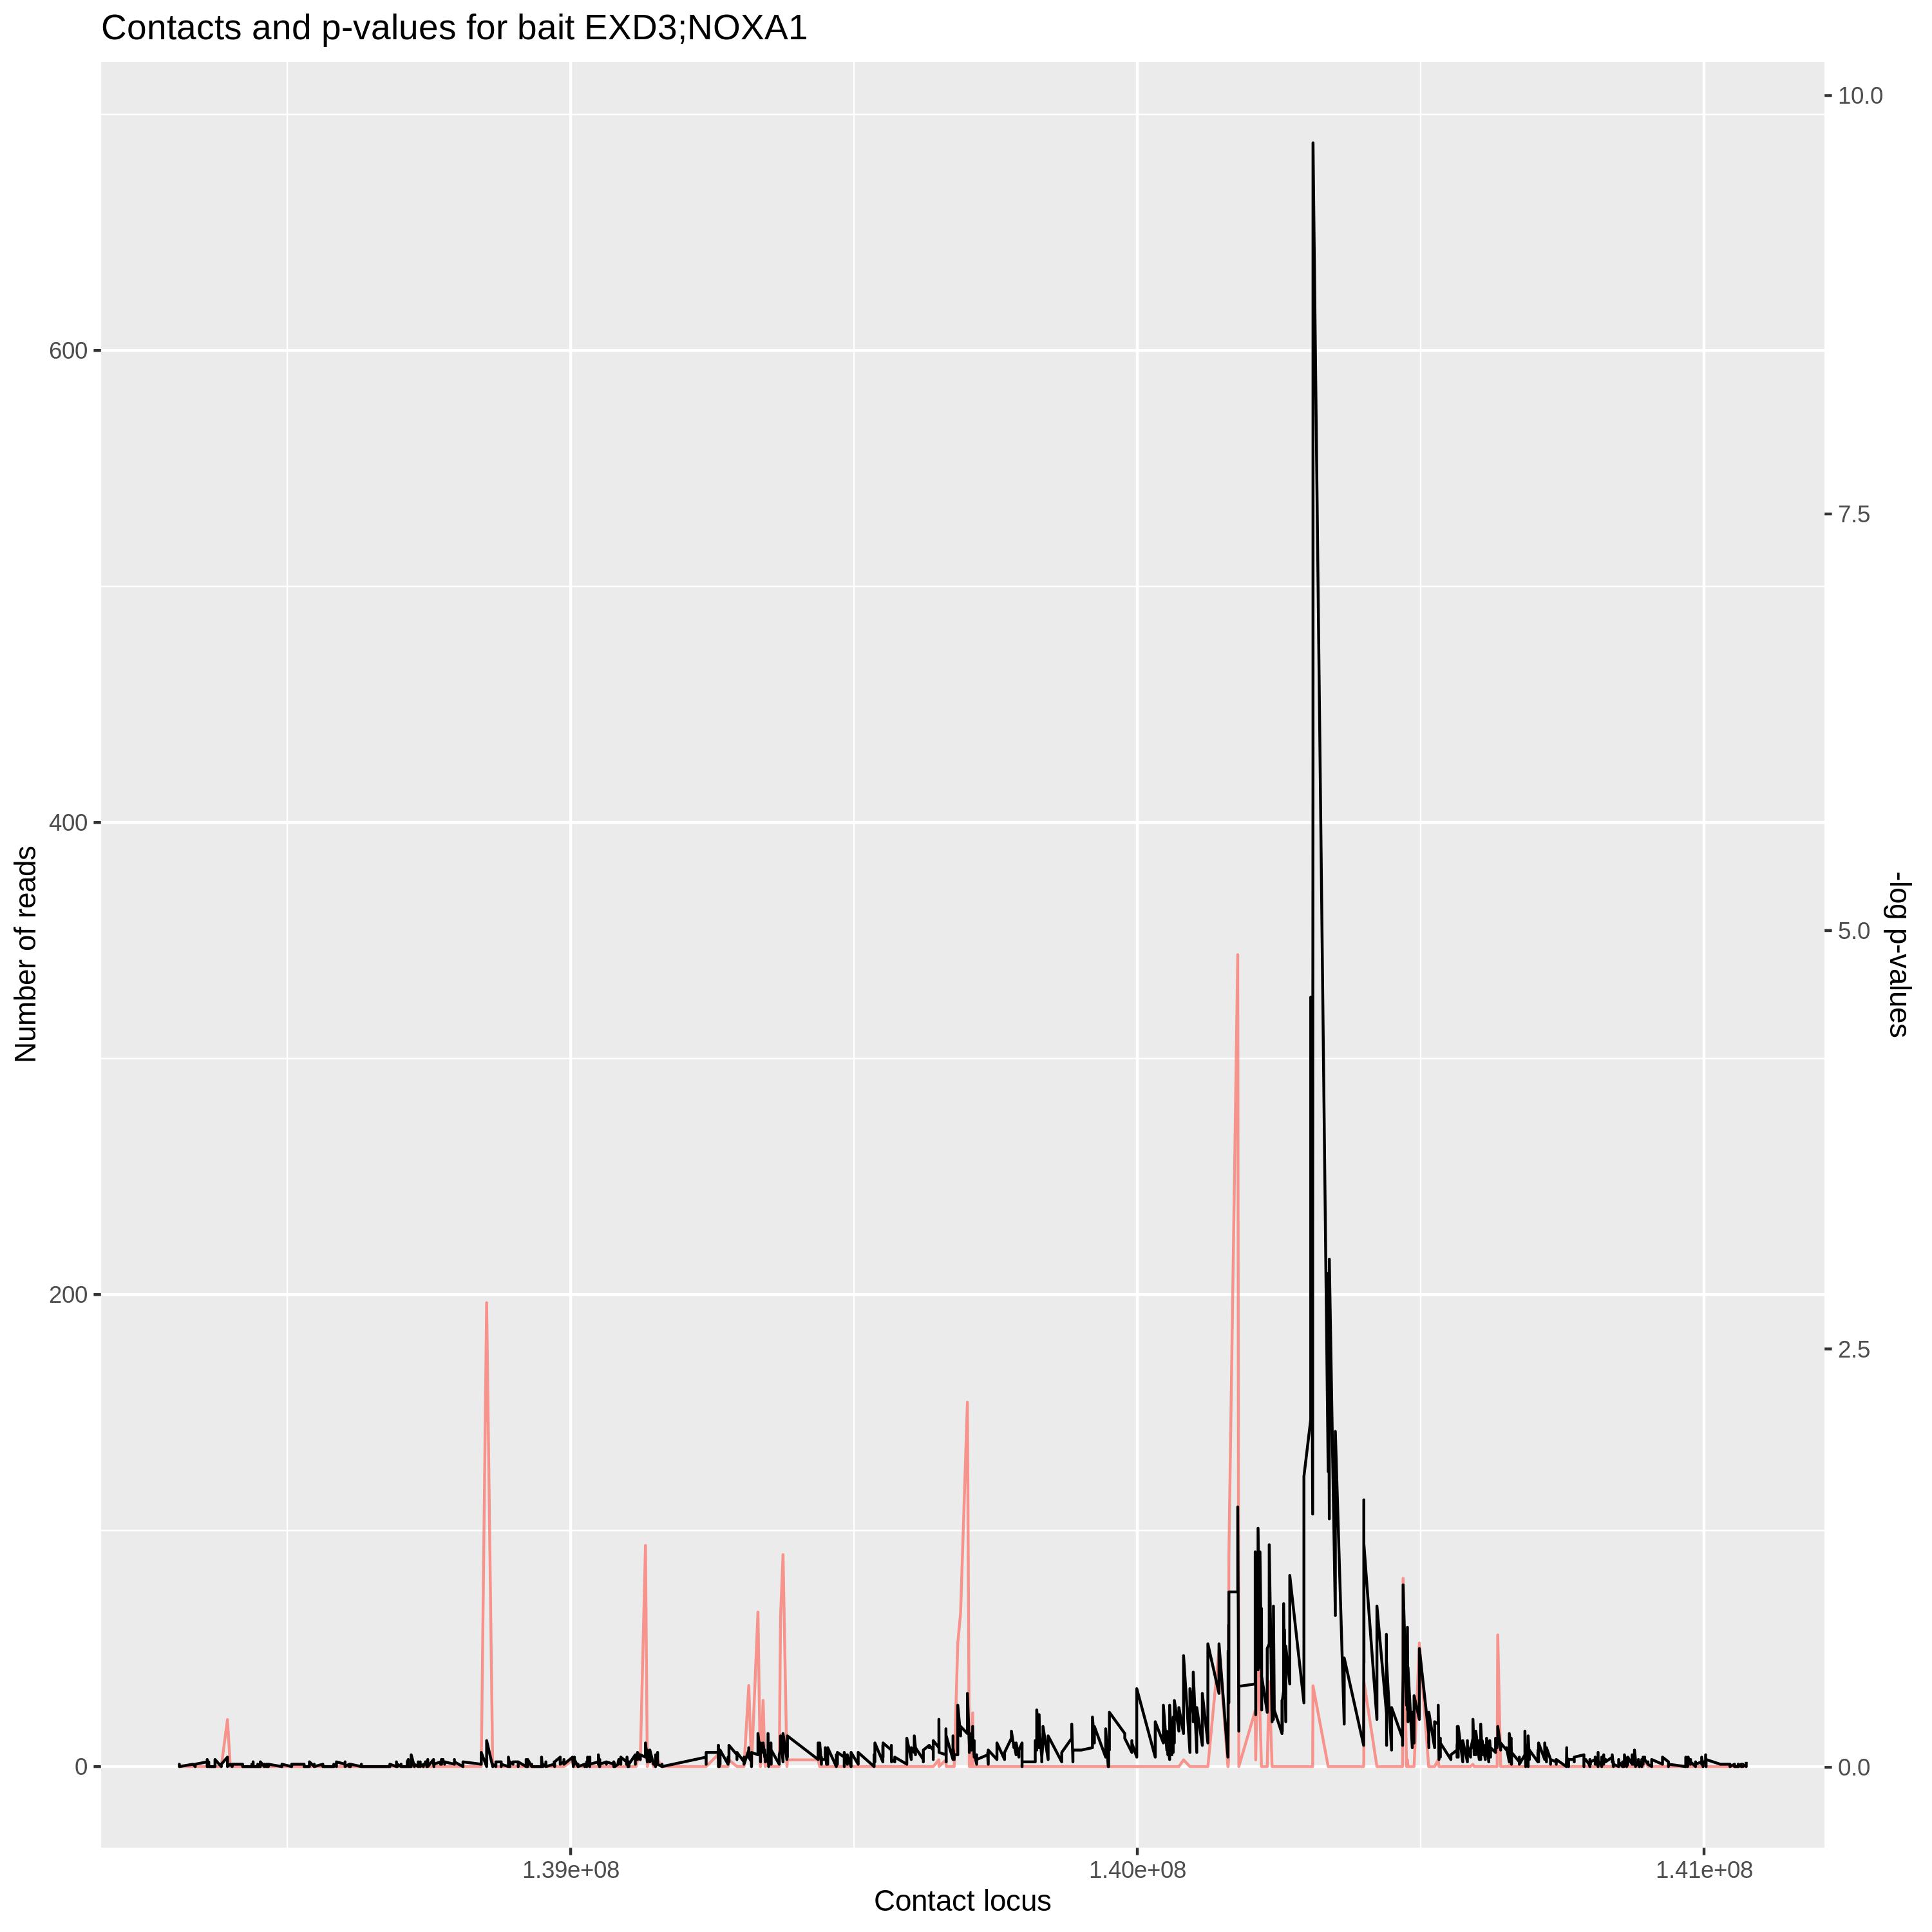 Contacts and p-values for bait EXD3;NOXA1
Number of reads
600
400
200
0
10.0
7.5
5.0
2.5
0.0
-log p-values
1.39e+08
1.40e+08
1.41e+08
Contact locus